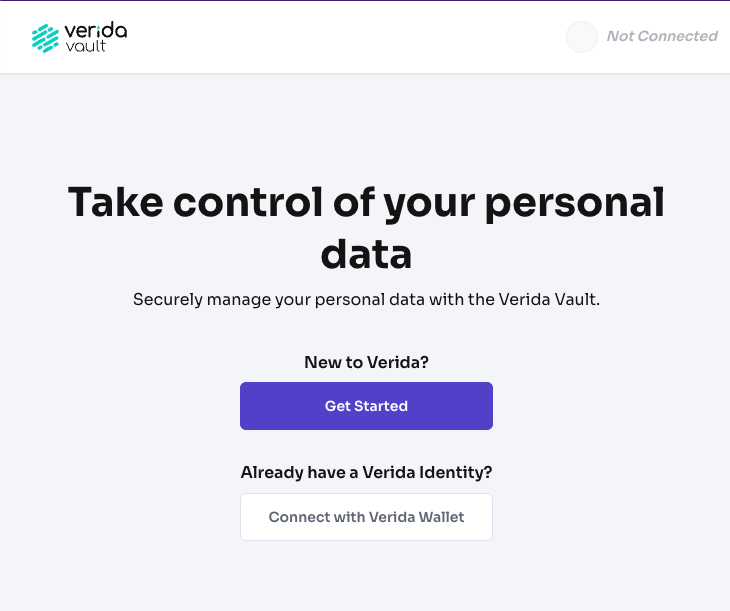 verida
vault
Not Connected
Take control of your personal
data
Securely manage your personal data with the Verida Vault.
New to Verida?
Get Started
Already have a Verida Identity?
Connect with Verida Wallet